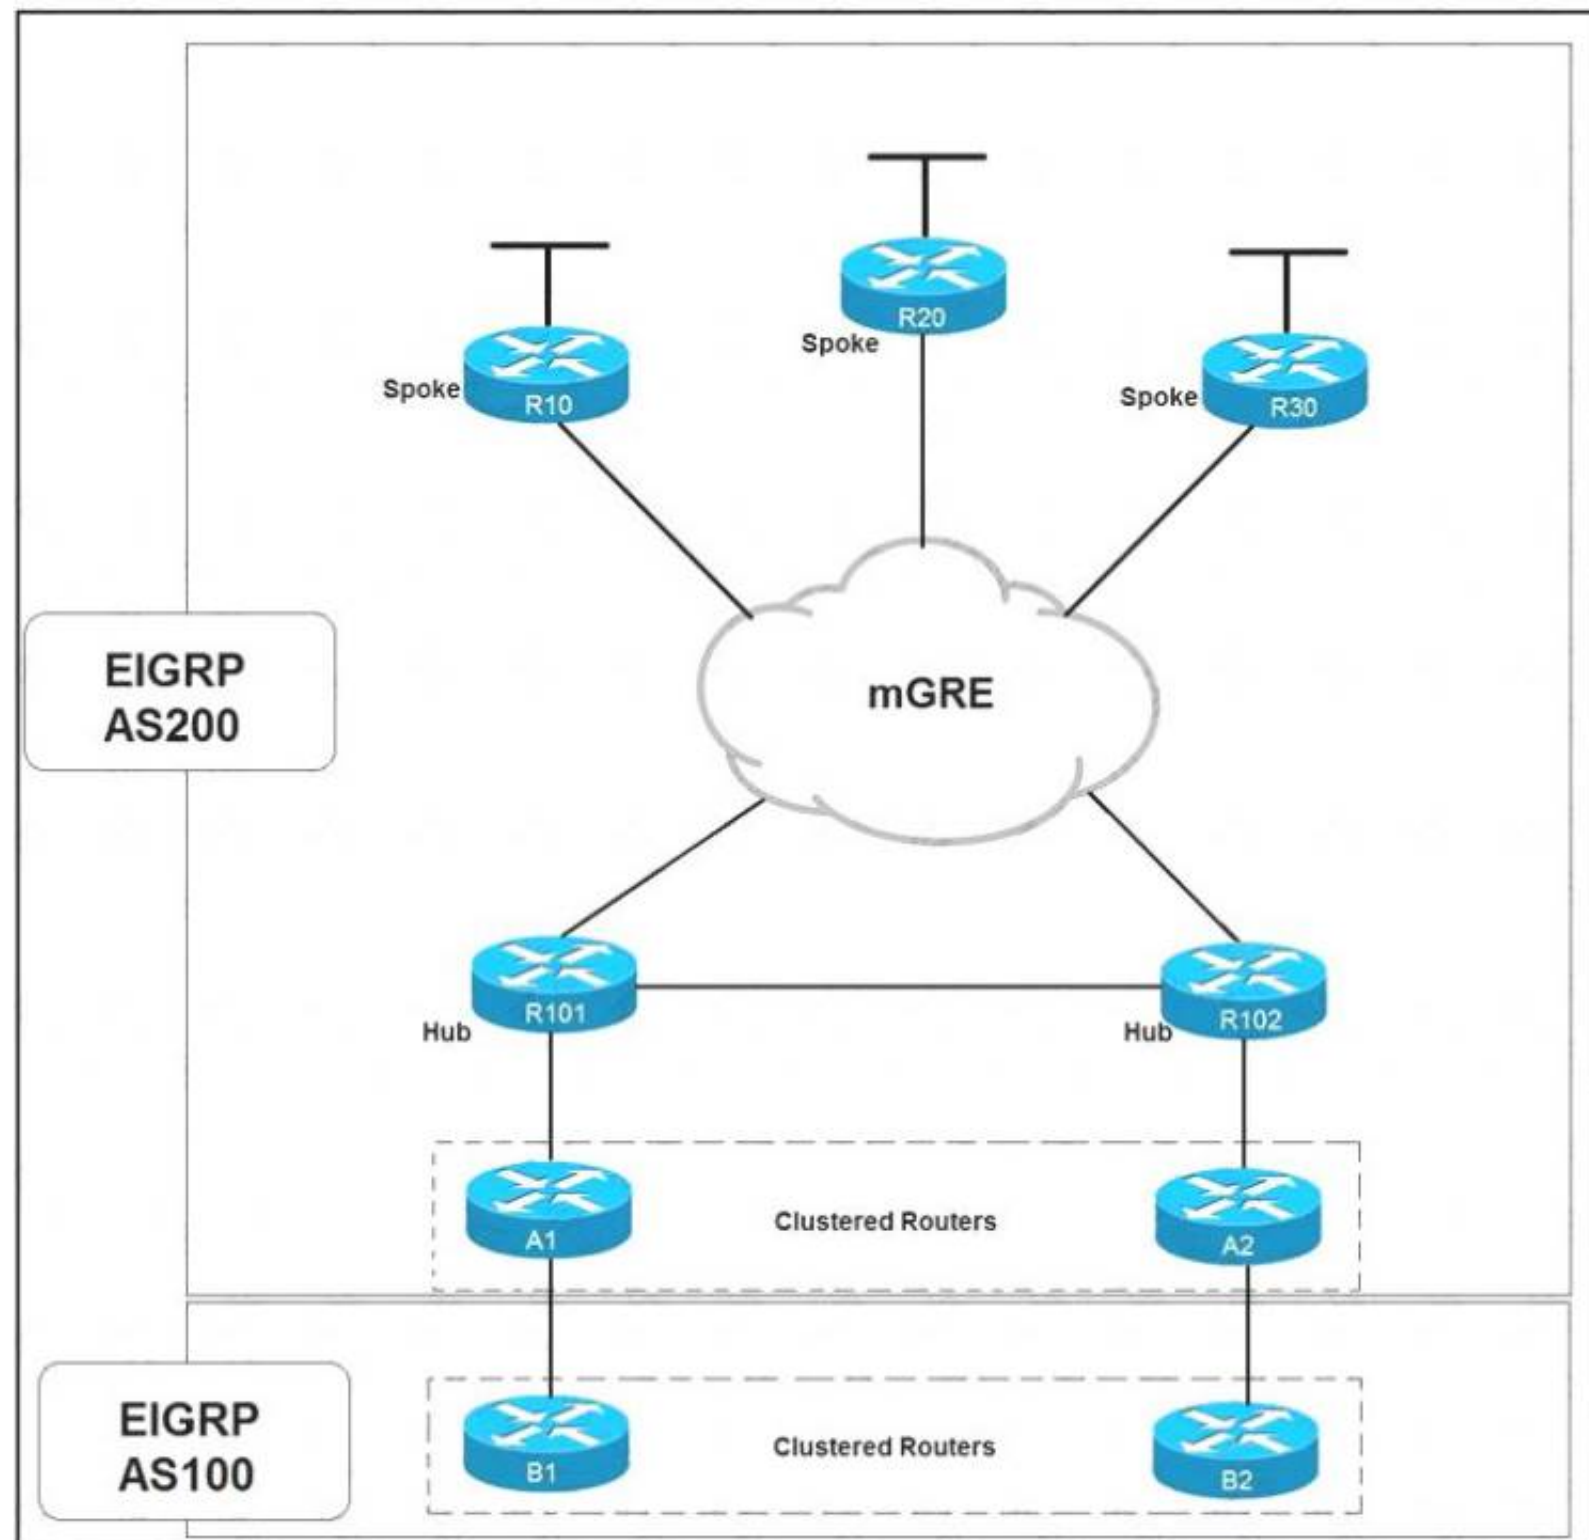 R20
Spoke
Spoke
R10
Spoke
R30
EIGRP
AS200
mGRE
R101
Hub
R102
Hub
A1
Clustered Routers
A2
EIGRP
AS100
B1
Clustered Routers
B2